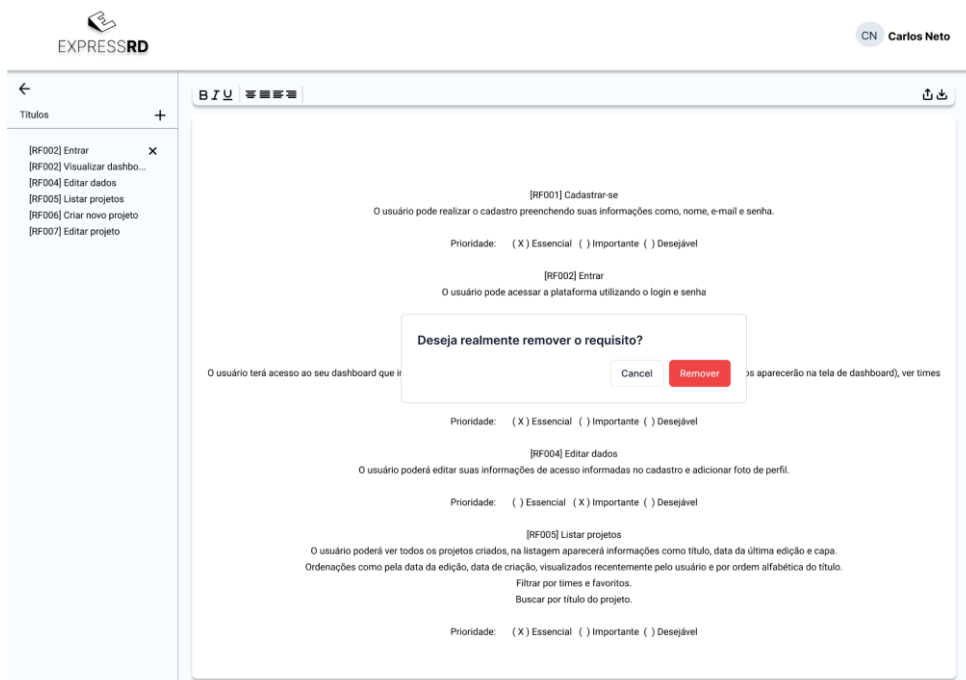 EXPRESSRD
CN Carlos Neto
Títulos +
[RF002] Entrar
[RF002] Visualizar dashbo...
[RF004] Editar dados
[RF005] Listar projetos
[RF006] Criar novo projeto
[RF007] Editar projeto
B I U
[RF001] Cadastrar-se
O usuário pode realizar o cadastro preenchendo suas informações como, nome, e-mail e senha.
Prioridade: ( X ) Essencial ( ) Importante ( ) Desejável
[RF002] Entrar
O usuário pode acessar a plataforma utilizando o login e senha
Deseja realmente remover o requisito?
Cancel Remover
O usuário terá acesso ao seu dashboard que
aparecerão na tela de dashboard), ver times
Prioridade: ( X ) Essencial ( ) Importante ( ) Desejável
[RF004] Editar dados
O usuário poderá editar suas informações de acesso informadas no cadastro e adicionar foto de perfil.
Prioridade: ( ) Essencial ( X ) Importante ( ) Desejável
[RF005] Listar projetos
O usuário poderá ver todos os projetos criados, na listagem aparecerá informações como título, data da última edição e capa.
Ordenações como pela data da edição, data de criação, visualizados recentemente pelo usuário e por ordem alfabética do título.
Filtrar por times e favoritos.
Buscar por título do projeto.
Prioridade: ( X ) Essencial ( ) Importante ( ) Desejável